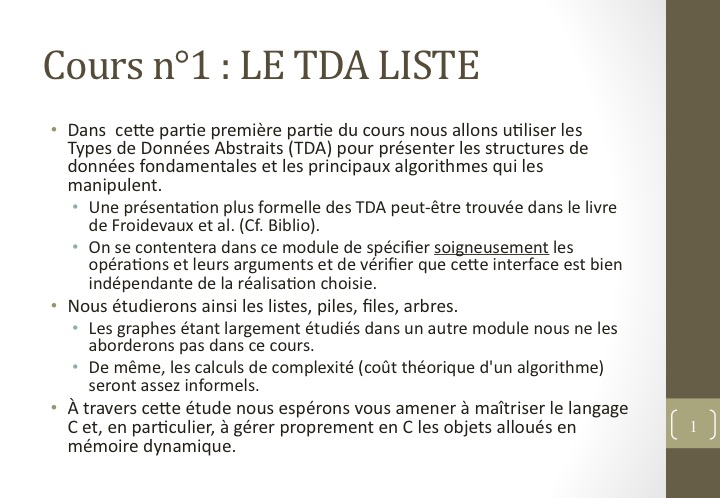 Cours n°1 : LE TDA LISTE
• Dans cette partie première partie du cours nous allons utiliser les
Types de Données Abstraits (TDA) pour présenter les structures de
données fondamentales et les principaux algorithmes qui les
manipulent.
• Une présentation plus formelle des TDA peut-être trouvée dans le livre
de Froidevaux et al. (Cf. Biblio).
• On se contentera dans ce module de spécifier soigneusement les
opérations et leurs arguments et de vérifier que cette interface est bien
indépendante de la réalisation choisie.
• Nous étudierons ainsi les listes, piles, files, arbres.
• Les graphes étant largement étudiés dans un autre module nous ne les
aborderons pas dans ce cours.
• De même, les calculs de complexité (coût théorique d'un algorithme)
seront assez informels.
• À travers cette étude nous espérons vous amener à maîtriser le langage
C et, en particulier, à gérer proprement en C les objets alloués en
mémoire dynamique.
1